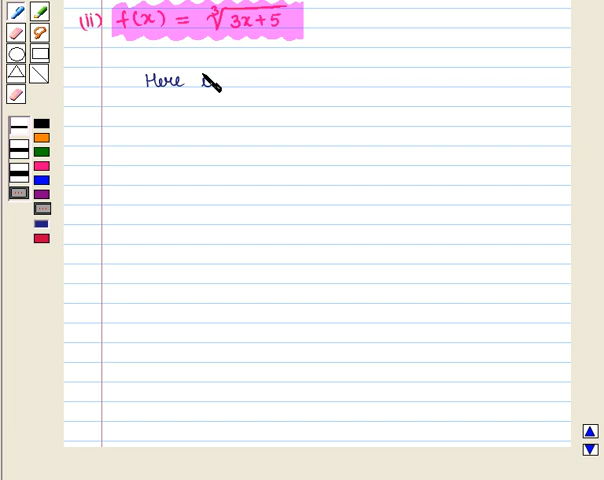 (ii) f(x) = ∛(3x+5)
Here